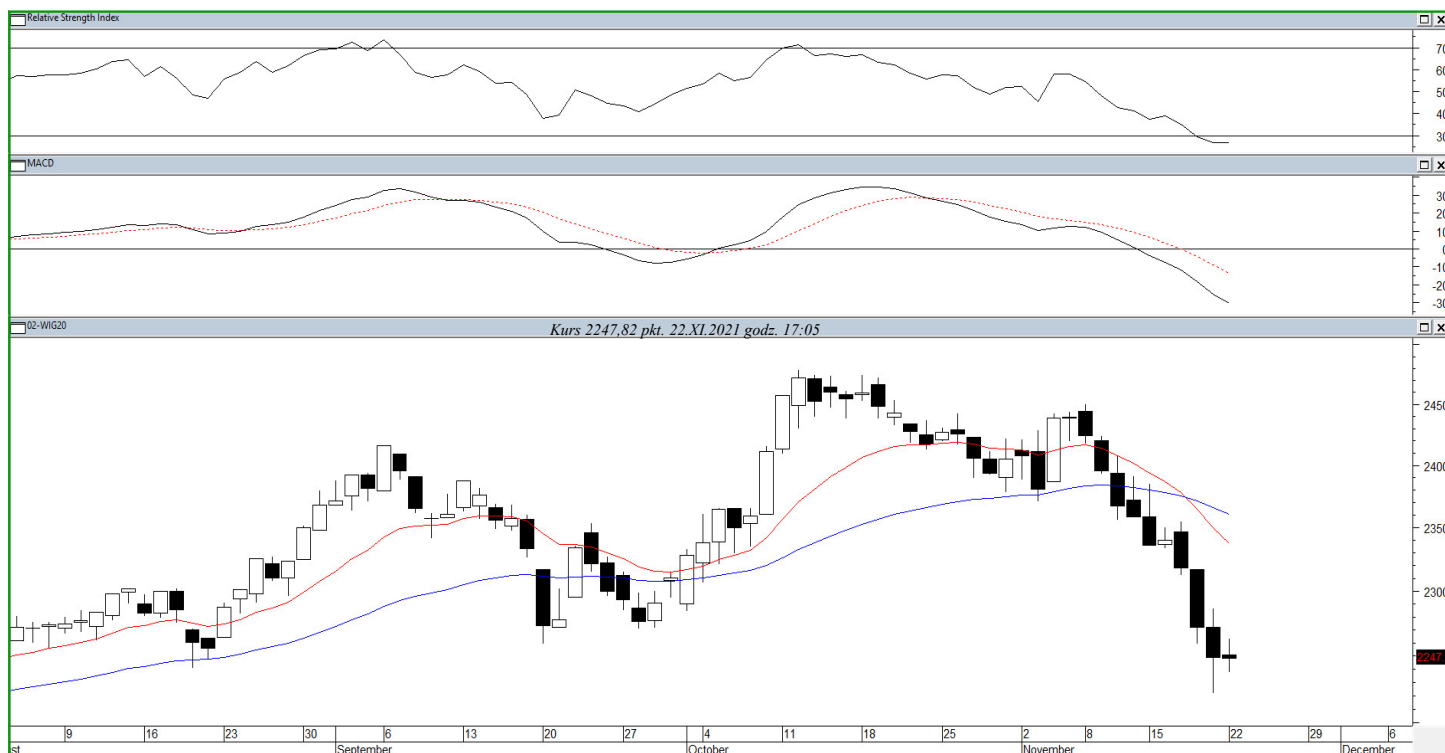 Relative Strength Index
70
60
50
40
30
MACD
30
20
10
0
-10
-20
-30
02-WIG20
Kurs 2247,82 pkt. 22.XI.2021 godz. 17:05
2450
2400
2350
2300
2247
9 16 23 30 6 13 20 27 4 11 18 25 2 8 15 22 29 6
st September October November December